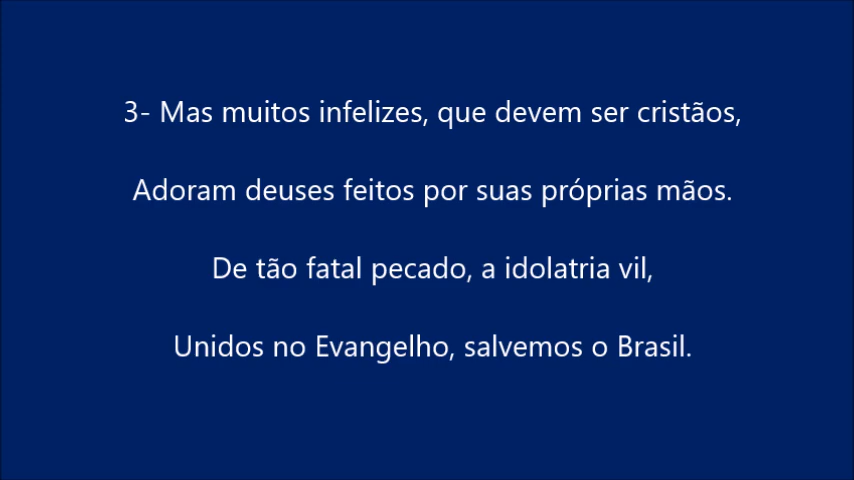 3- Mas muitos infelizes, que devem ser cristãos,
Adoram deuses feitos por suas próprias mãos.
De tão fatal pecado, a idolatria vil,
Unidos no Evangelho, salvemos o Brasil.